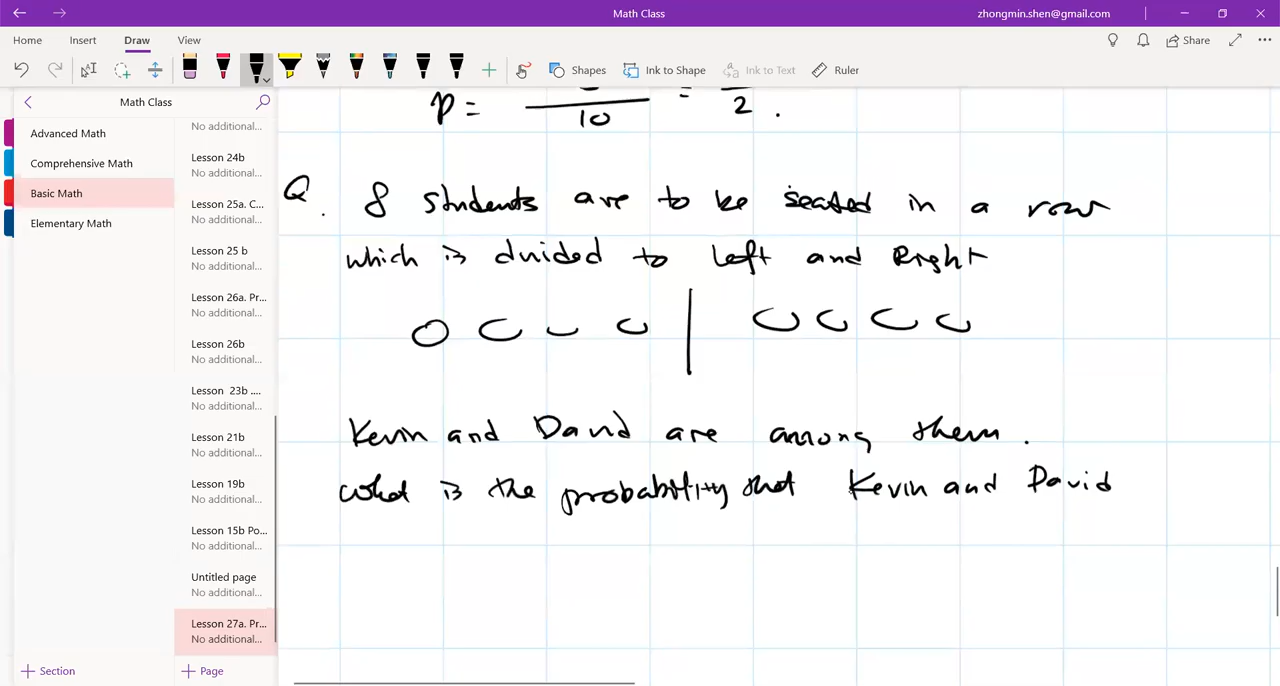 Math Class
zhongmin.shen@gmail.com
Home
Insert
Draw
View
Share
Shapes
Ink to Shape
Ink to Text
Ruler
Math Class
Advanced Math
Comprehensive Math
Basic Math
Elementary Math
No additional...
Lesson 24b
No additional...
Lesson 25a. C...
No additional...
Lesson 25 b
No additional...
Lesson 26a. Pr...
No additional...
Lesson 26b
No additional...
Lesson 23b ....
No additional...
Lesson 21b
No additional...
Lesson 19b
No additional...
Lesson 15b Po...
No additional...
Untitled page
No additional...
Lesson 27a. Pr...
No additional...
Section
Page
p = /10 = /2 .
Q. 8 students are to be seated in a row
which is divided to left and Right
Kevin and David are among them.
what is the probability that Kevin and David